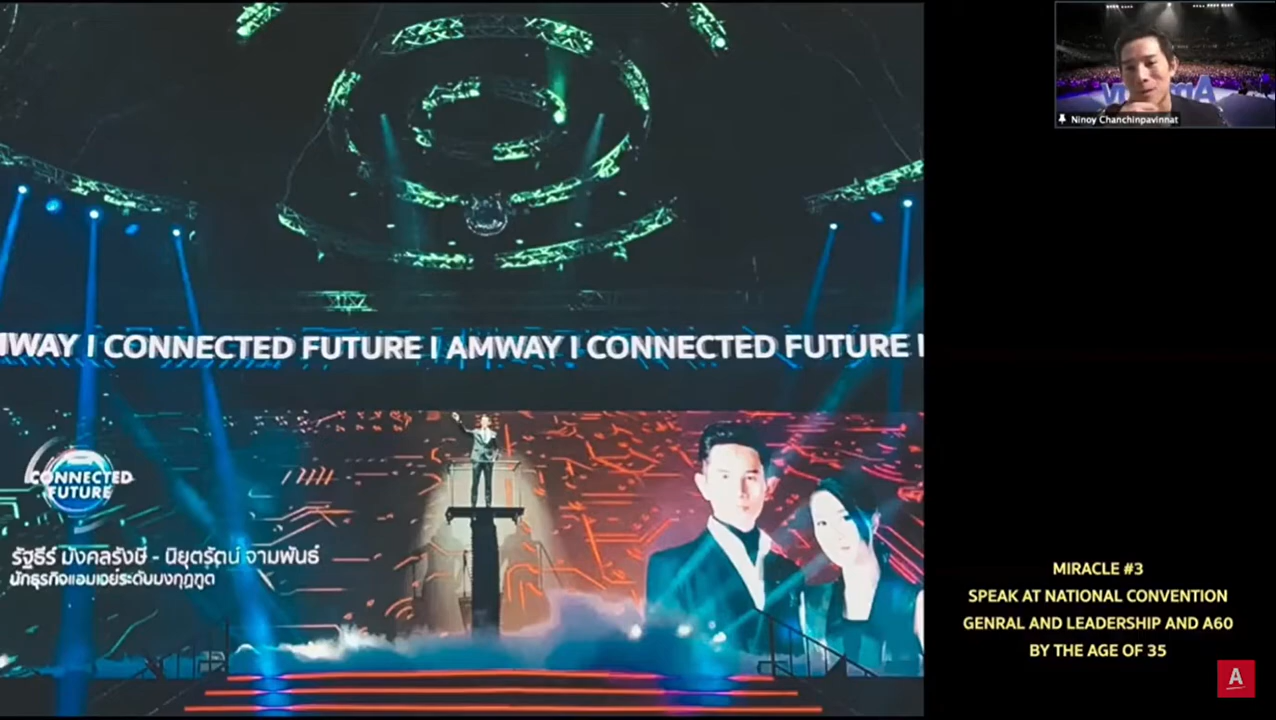 Ninoy Chanchinpavinnat
MWAY I CONNECTED FUTURE I AMWAY I CONNECTED FUTURE I
CONNECTED
FUTURE
รัฐธีร์ มังคลรังษี - นิยุตรัตน์ จามพันธ์
นักธุรกิจแอมเวย์ระดับมงกุฎทูต
MIRACLE #3
SPEAK AT NATIONAL CONVENTION
GENRAL AND LEADERSHIP AND A60
BY THE AGE OF 35
A